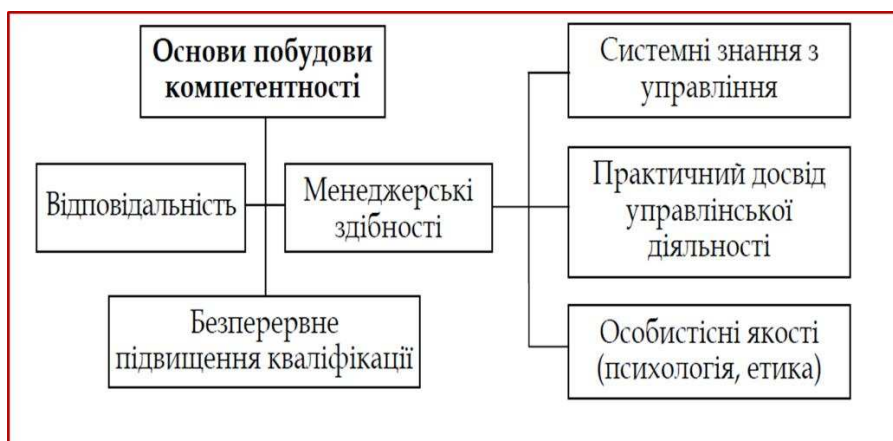 Основи побудови
компетентності
Відповідальність
Менеджерські
здібності
Безперервне
підвищення кваліфікації
Системні знання з
управління
Практичний досвід
управлінської
діяльності
Особистісні якості
(психологія, етика)